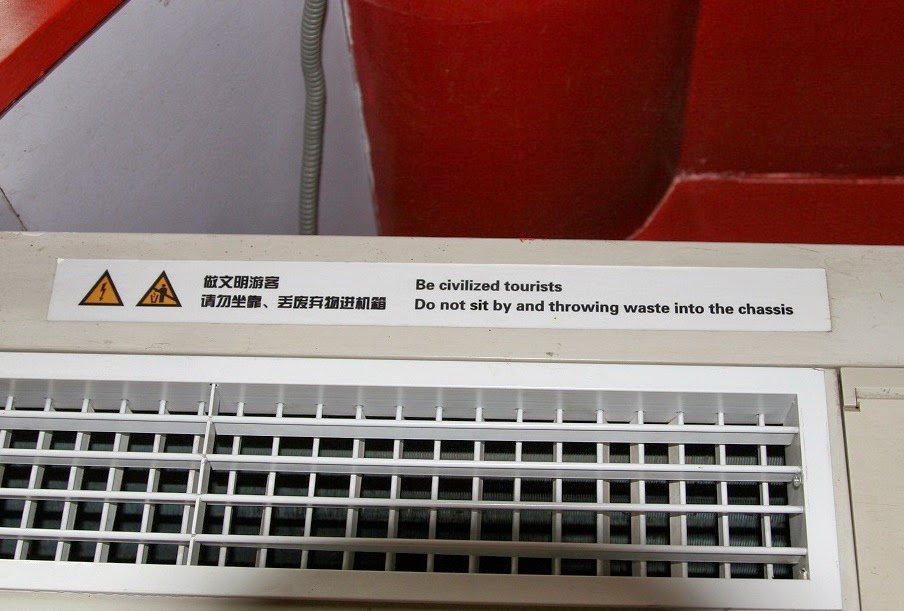 做文明游客
请勿坐靠、丢废弃物进机箱
Be civilized tourists
Do not sit by and throwing waste into the chassis